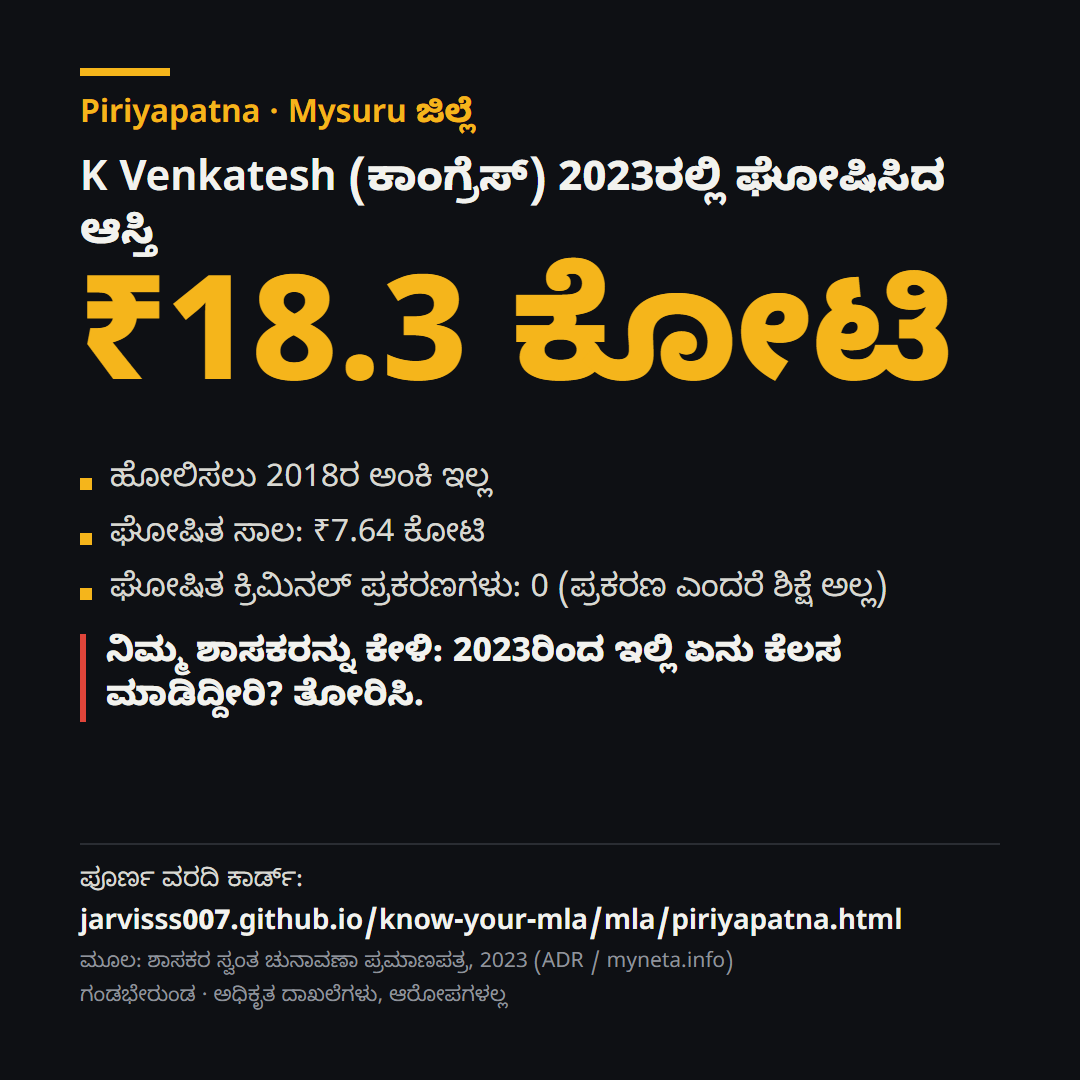 Piriyapatna · Mysuru ಜಿಲ್ಲೆ
K Venkatesh (ಕಾಂಗ್ರೆಸ್) 2023ರಲ್ಲಿ ಘೋಷಿಸಿದ
ಆಸ್ತಿ
₹18.3 ಕೋಟಿ
ಹೋಲಿಸಲು 2018ರ ಅಂಕಿ ಇಲ್ಲ
ಘೋಷಿತ ಸಾಲ: ₹7.64 ಕೋಟಿ
ಘೋಷಿತ ಕ್ರಿಮಿನಲ್ ಪ್ರಕರಣಗಳು: 0 (ಪ್ರಕರಣ ಎಂದರೆ ಶಿಕ್ಷೆ ಅಲ್ಲ)
ನಿಮ್ಮ ಶಾಸಕರನ್ನು ಕೇಳಿ: 2023ರಿಂದ ಇಲ್ಲಿ ಏನು ಕೆಲಸ
ಮಾಡಿದ್ದೀರಿ? ತೋರಿಸಿ.
ಪೂರ್ಣ ವರದಿ ಕಾರ್ಡ್:
jarvisss007.github.io/know-your-mla/mla/piriyapatna.html
ಮೂಲ: ಶಾಸಕರ ಸ್ವಂತ ಚುನಾವಣಾ ಪ್ರಮಾಣಪತ್ರ, 2023 (ADR / myneta.info)
ಗಂಡಭೇರುಂಡ · ಅಧಿಕೃತ ದಾಖಲೆಗಳು, ಆರೋಪಗಳಲ್ಲ